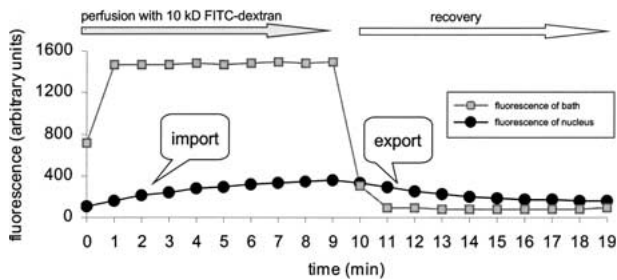 perfusion with 10 kD FITC-dextran
recovery
fluorescence (arbitrary units)
1600
1200
800
400
0
import
export
fluorescence of bath
fluorescence of nucleus
0 1 2 3 4 5 6 7 8 9 10 11 12 13 14 15 16 17 18 19
time (min)